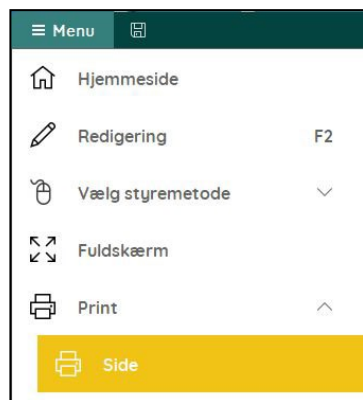 Menu
Hjemmeside
Redigering F2
Vælg styremetode
Fuldskærm
Print
Side